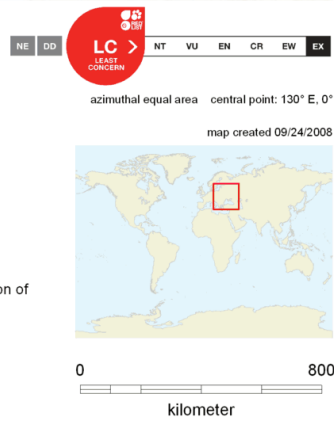 NE DD LC > NT VU EN CR EW EX
LEAST
CONCERN
azimuthal equal area central point: 130° E, 0°
map created 09/24/2008
on of
0 800
kilometer